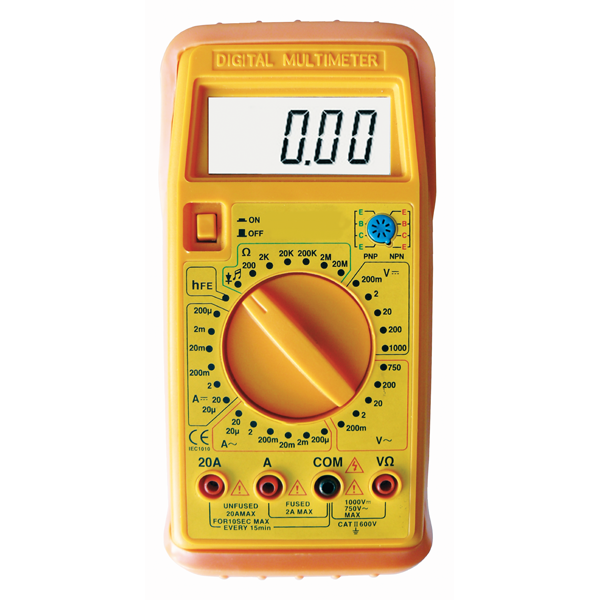 DIGITAL MULTIMETER
0.00
ON
OFF
E E
B B
C C
E E
PNP NPN
Ω
200 2K 20K 200K 2M 20M
hFE
V⎓
200m
2
20
200
1000
200µ
2m
20m
200m
2
A⎓ 20
20µ
750
200
20
2
200m
V~
20
20µ
2
200m
20m
2m
200µ
A~
CE
IEC1010
20A A COM VΩ
UNFUSED
20AMAX
FOR10SEC MAX
EVERY 15min
FUSED
2A MAX
1000V⎓
750V~
MAX
CAT II 600V